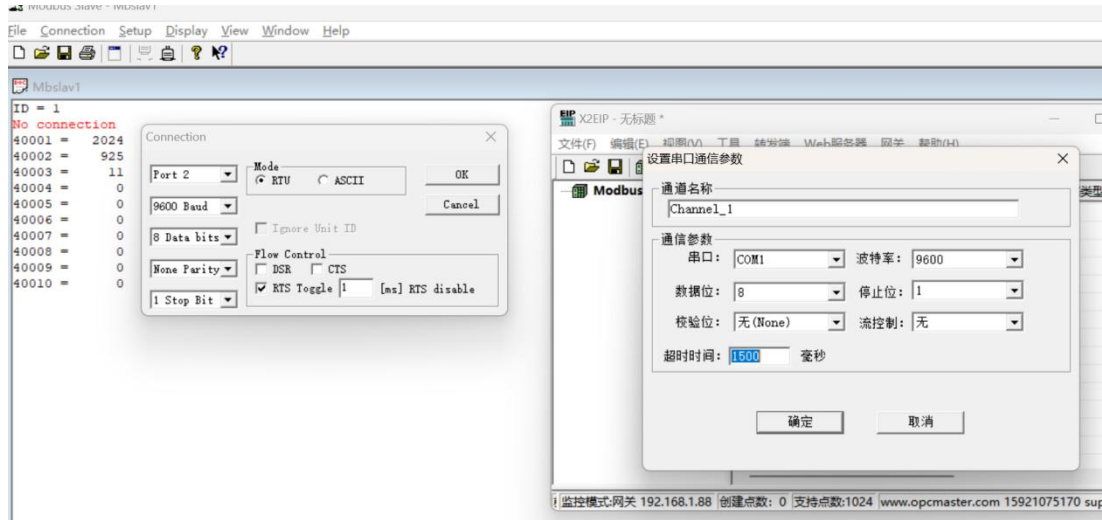 Modbus Slave - Mbslav1
File Connection Setup Display View Window Help
Mbslav1
ID = 1
No connection
40001 = 2024
40002 = 925
40003 = 11
40004 = 0
40005 = 0
40006 = 0
40007 = 0
40008 = 0
40009 = 0
40010 = 0
Connection
Port 2
9600 Baud
8 Data bits
None Parity
1 Stop Bit
Mode
RTU ASCII
Ignore Unit ID
Flow Control
DSR CTS
RTS Toggle 1 [ms] RTS disable
OK
Cancel
EIP X2EIP - 无标题 *
文件(F) 编辑(E) 视图(V) 工具 转发端 Web服务器 网关 帮助(H)
Modbus
类型
设置串口通信参数
通道名称
Channel_1
通信参数
串口: COM1 波特率: 9600
数据位: 8 停止位: 1
校验位: 无(None) 流控制: 无
超时时间: 1500 毫秒
确定 取消
监控模式:网关 192.168.1.88 创建点数: 0 支持点数:1024 www.opcmaster.com 15921075170 sup